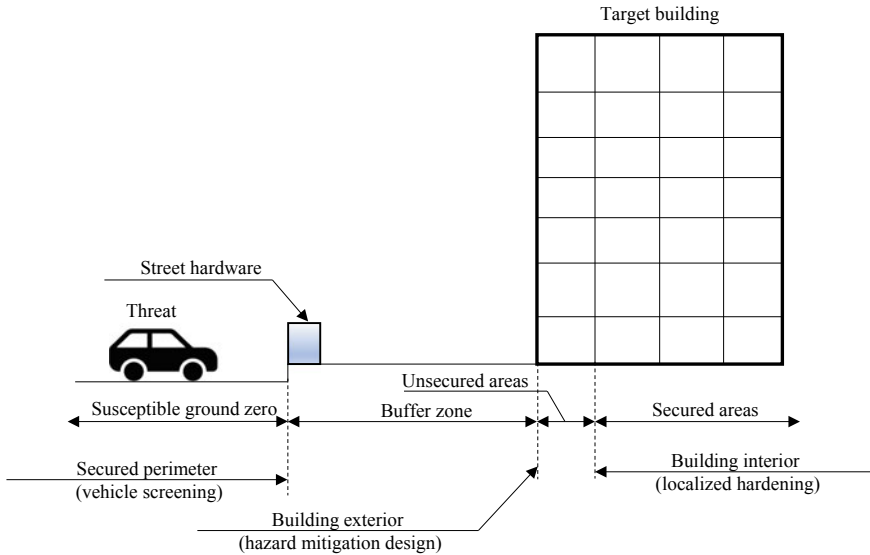 Target building
Street hardware
Threat
Unsecured areas
Susceptible ground zero
Buffer zone
Secured areas
Secured perimeter
(vehicle screening)
Building interior
(localized hardening)
Building exterior
(hazard mitigation design)